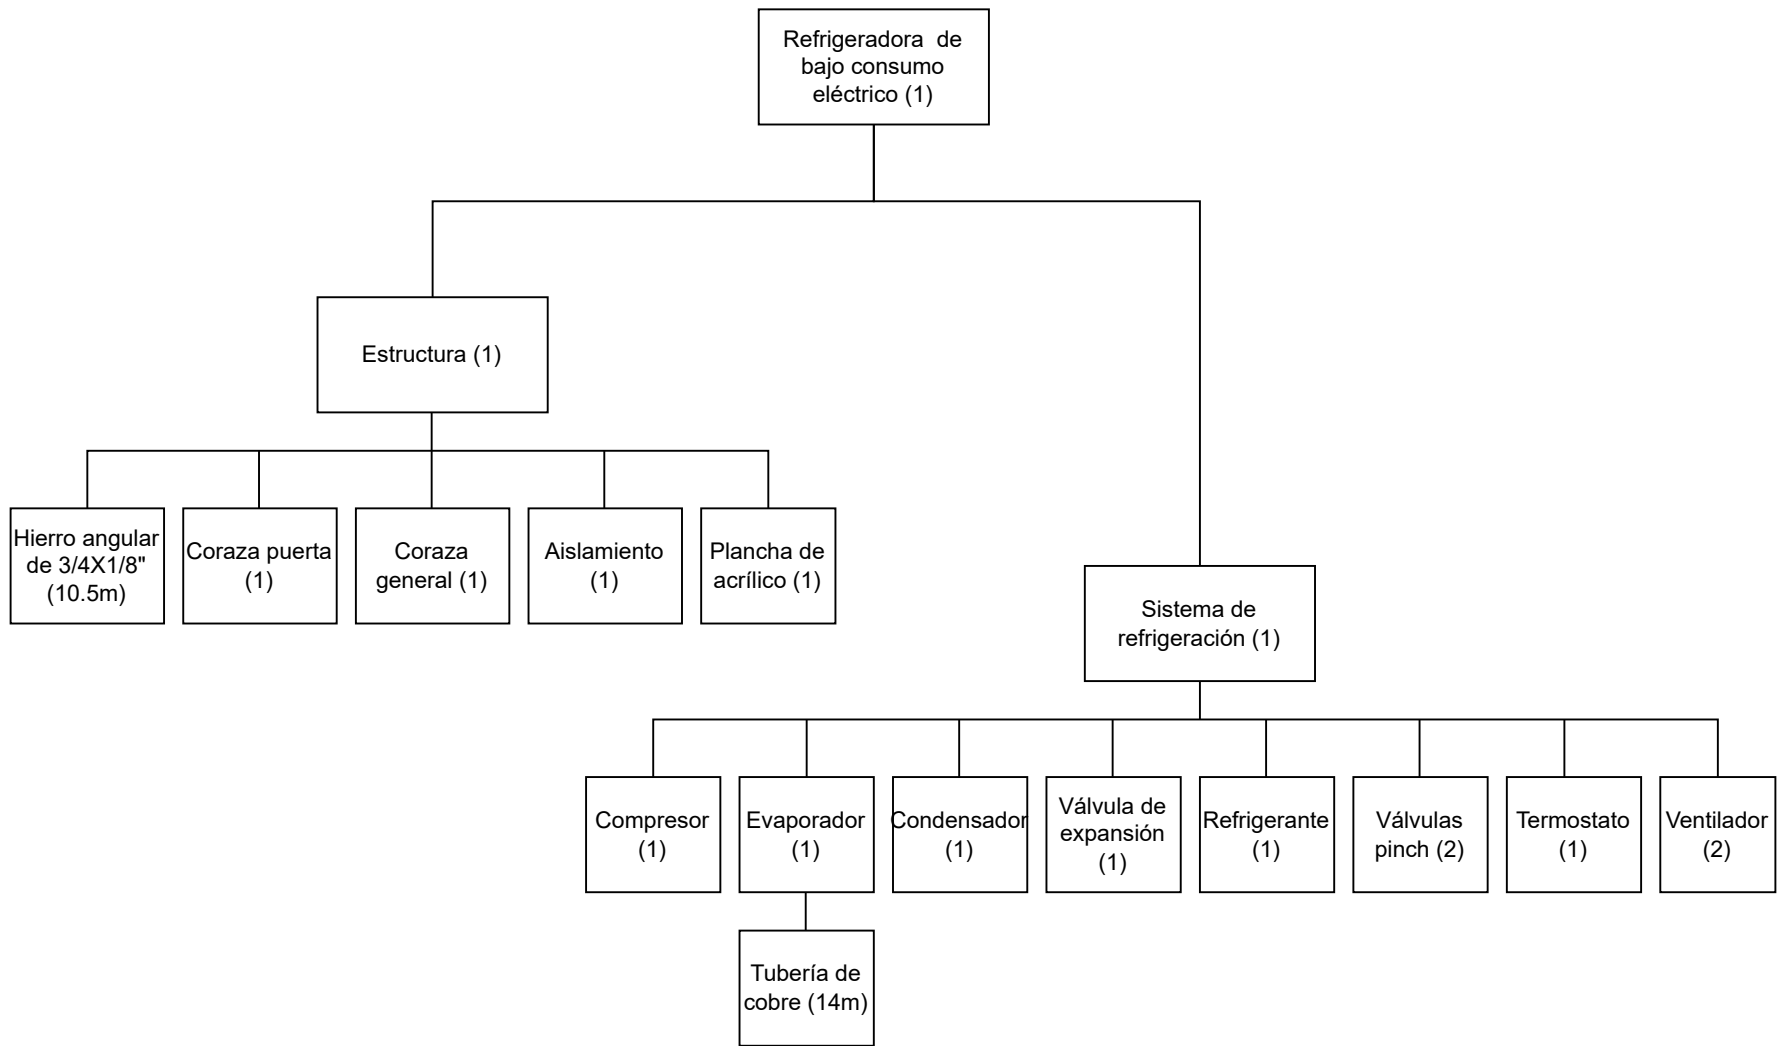 Refrigeradora de
bajo consumo
eléctrico (1)
Estructura (1)
Hierro angular
de 3/4X1/8"
(10.5m)
Coraza puerta
(1)
Coraza
general (1)
Aislamiento
(1)
Plancha de
acrílico (1)
Sistema de
refrigeración (1)
Compresor
(1)
Evaporador
(1)
Condensador
(1)
Válvula de
expansión
(1)
Refrigerante
(1)
Válvulas
pinch (2)
Termostato
(1)
Ventilador
(2)
Tubería de
cobre (14m)